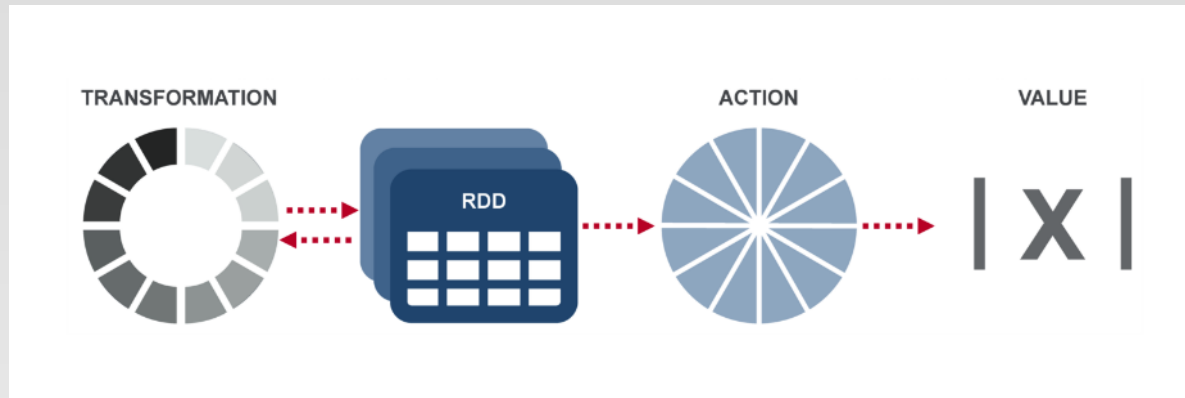 TRANSFORMATION
ACTION
VALUE
RDD
| X |